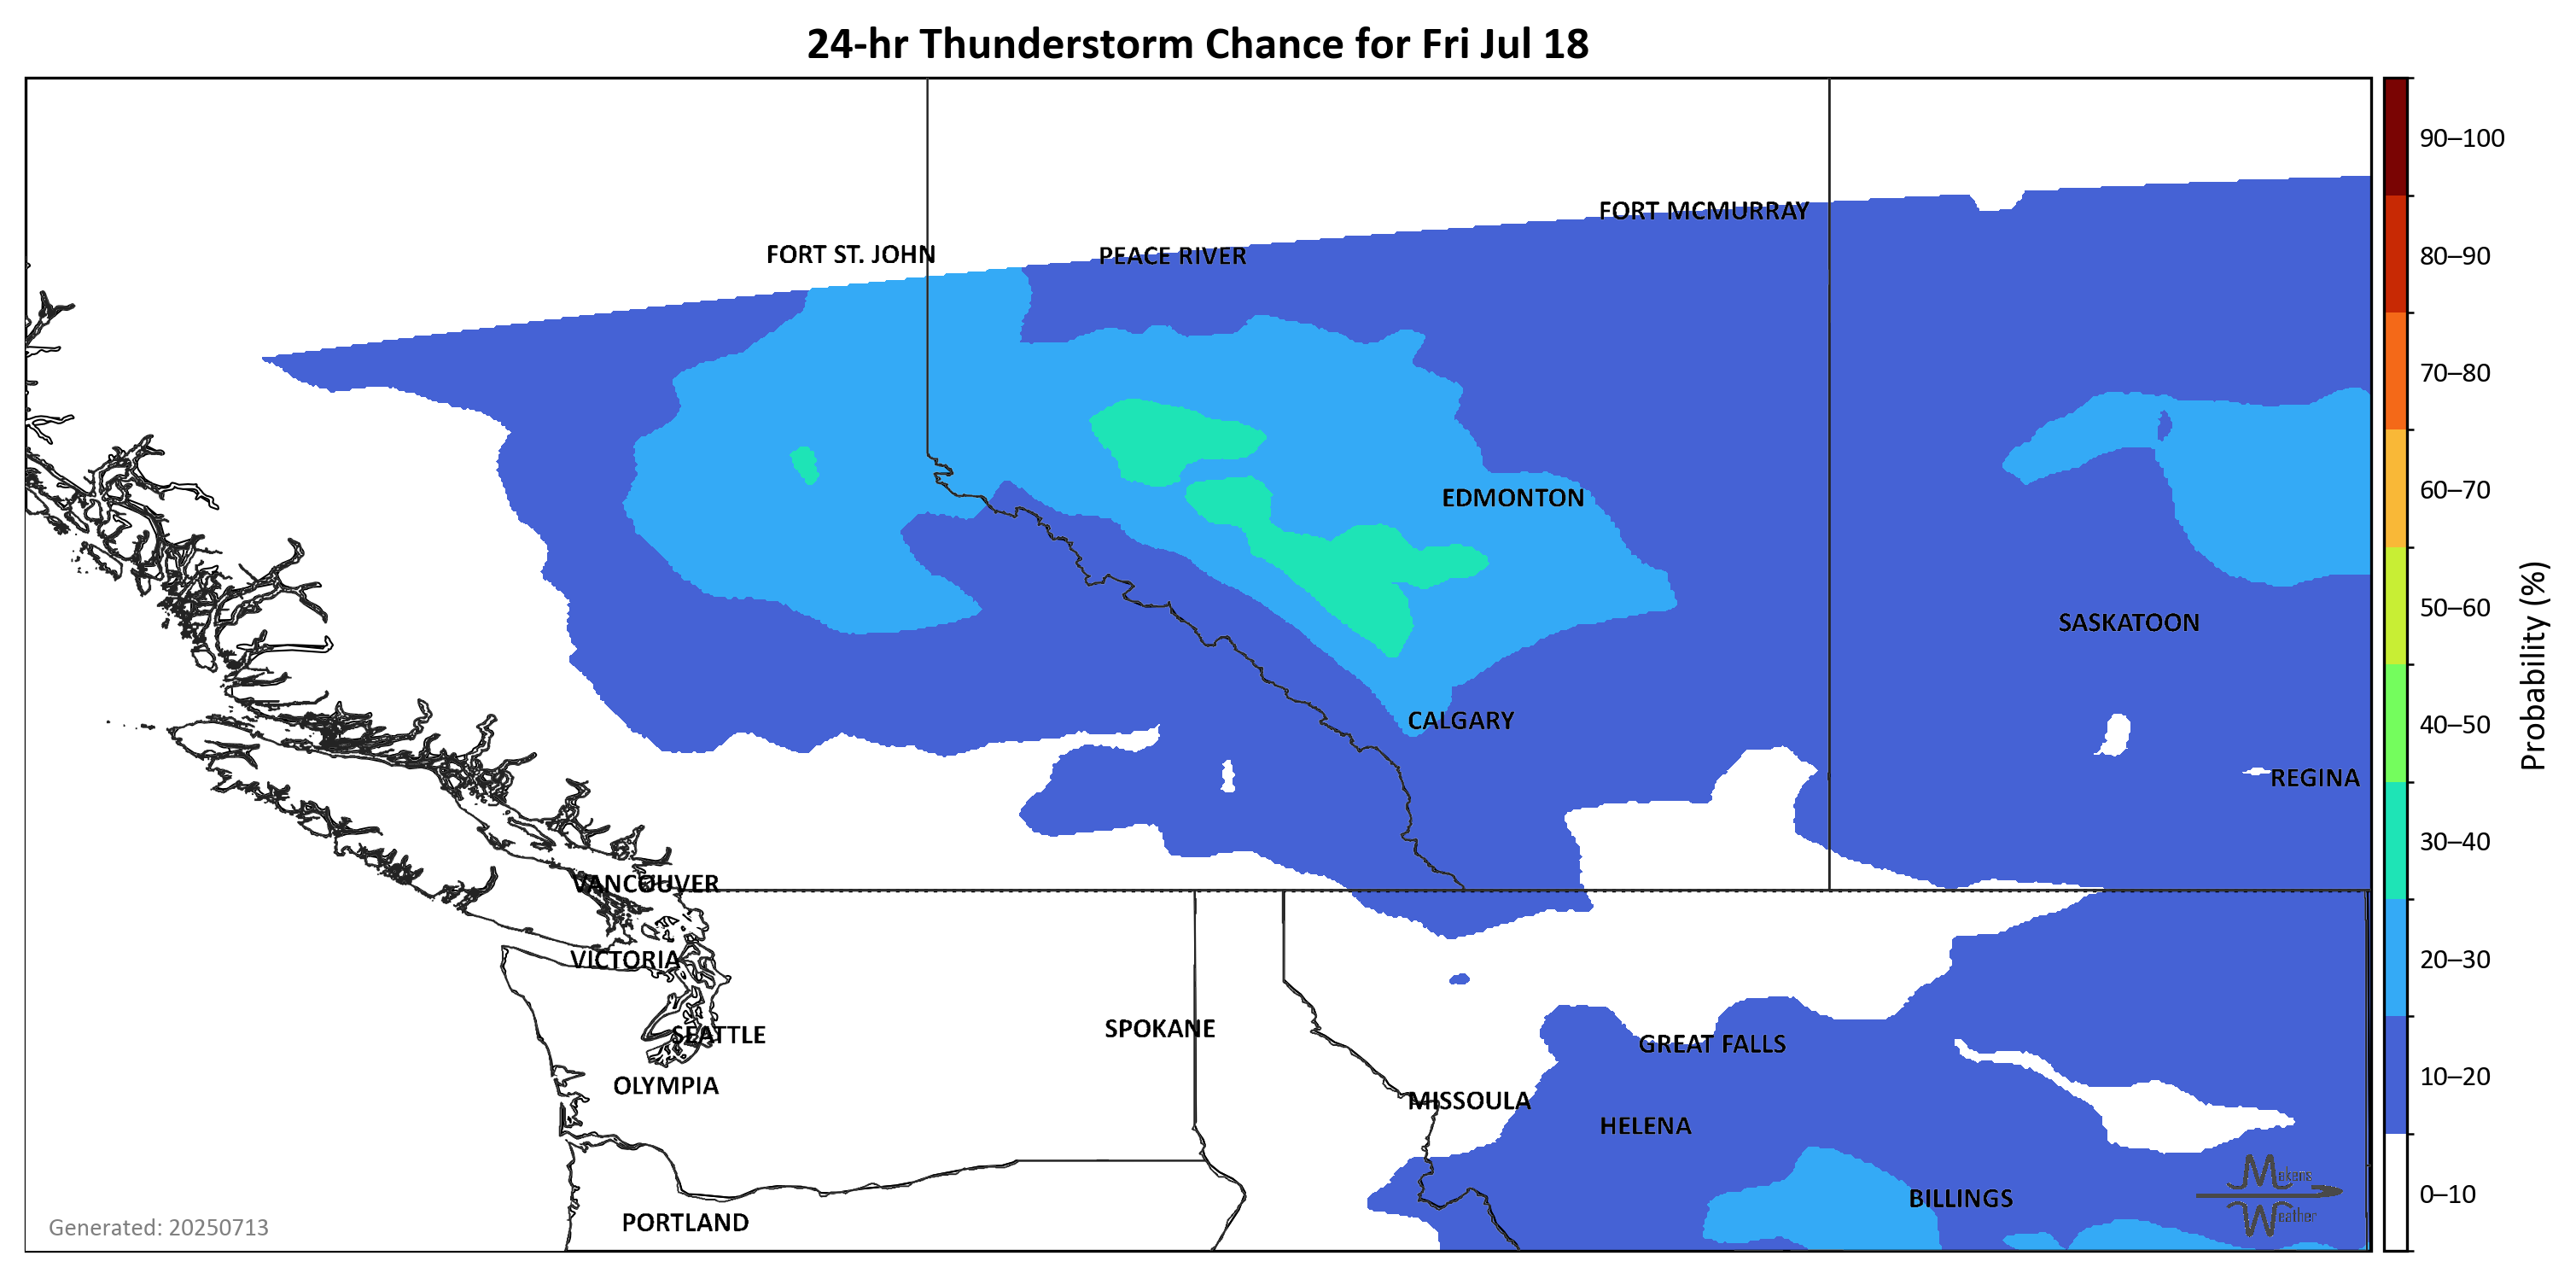 24-hr Thunderstorm Chance for Fri Jul 18
90–100
FORT MCMURRAY
FORT ST. JOHN
PEACE RIVER
80–90
70–80
60–70
EDMONTON
50–60
SASKATOON
Probability (%)
CALGARY
40–50
REGINA
30–40
VANCOUVER
VICTORIA
20–30
SPOKANE
SEATTLE
GREAT FALLS
10–20
OLYMPIA
MISSOULA
HELENA
Mekens
Weather
BILLINGS
0–10
PORTLAND
Generated: 20250713